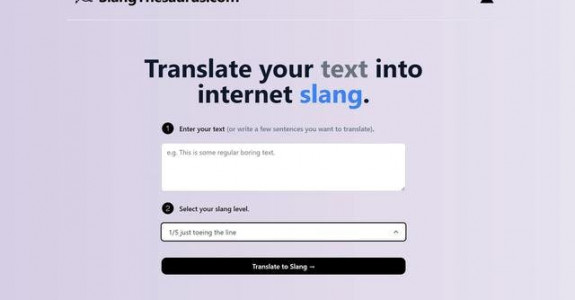 SlangThesaurus.com
Translate your text into
internet slang.
1 Enter your text (or write a few sentences you want to translate).
e.g. This is some regular boring text.
2 Select your slang level.
1/5 just toeing the line
Translate to Slang →